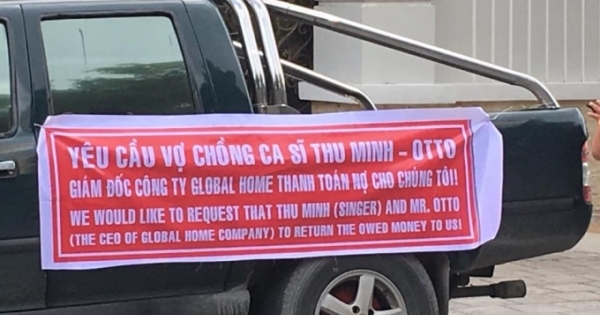 YÊU CẦU VỢ CHỒNG CA SĨ THU MINH - OTTO
GIÁM ĐỐC CÔNG TY GLOBAL HOME THANH TOÁN NỢ CHO CHÚNG TÔI!
WE WOULD LIKE TO REQUEST THAT THU MINH (SINGER) AND MR. OTTO
(THE CEO OF GLOBAL HOME COMPANY) TO RETURN THE OWED MONEY TO US!